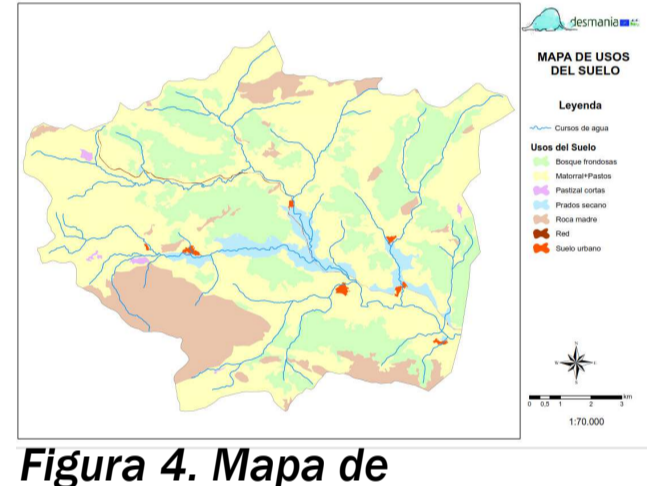 desmania
MAPA DE USOS
DEL SUELO
Leyenda
Cursos de agua
Usos del Suelo
Bosque frondosas
Matorral+Pastos
Pastizal cortas
Prados secano
Roca madre
Red
Suelo urbano
0 0,5 1 2 3 km
1:70.000
Figura 4. Mapa de